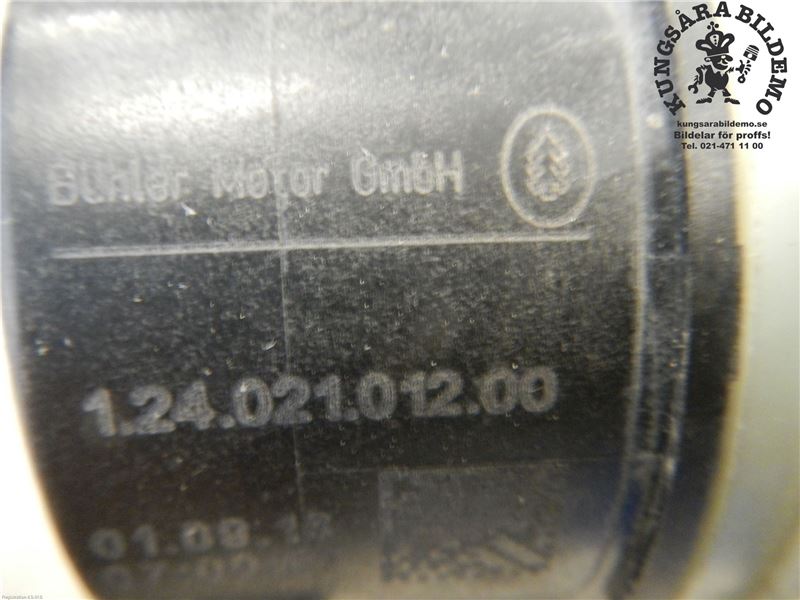 KUNGSÅRA BILDEMO
kungsarabildemo.se
Bildelar för proffs!
Tel. 021-471 11 00
Bühler Motor GmbH
1.24.021.012.00